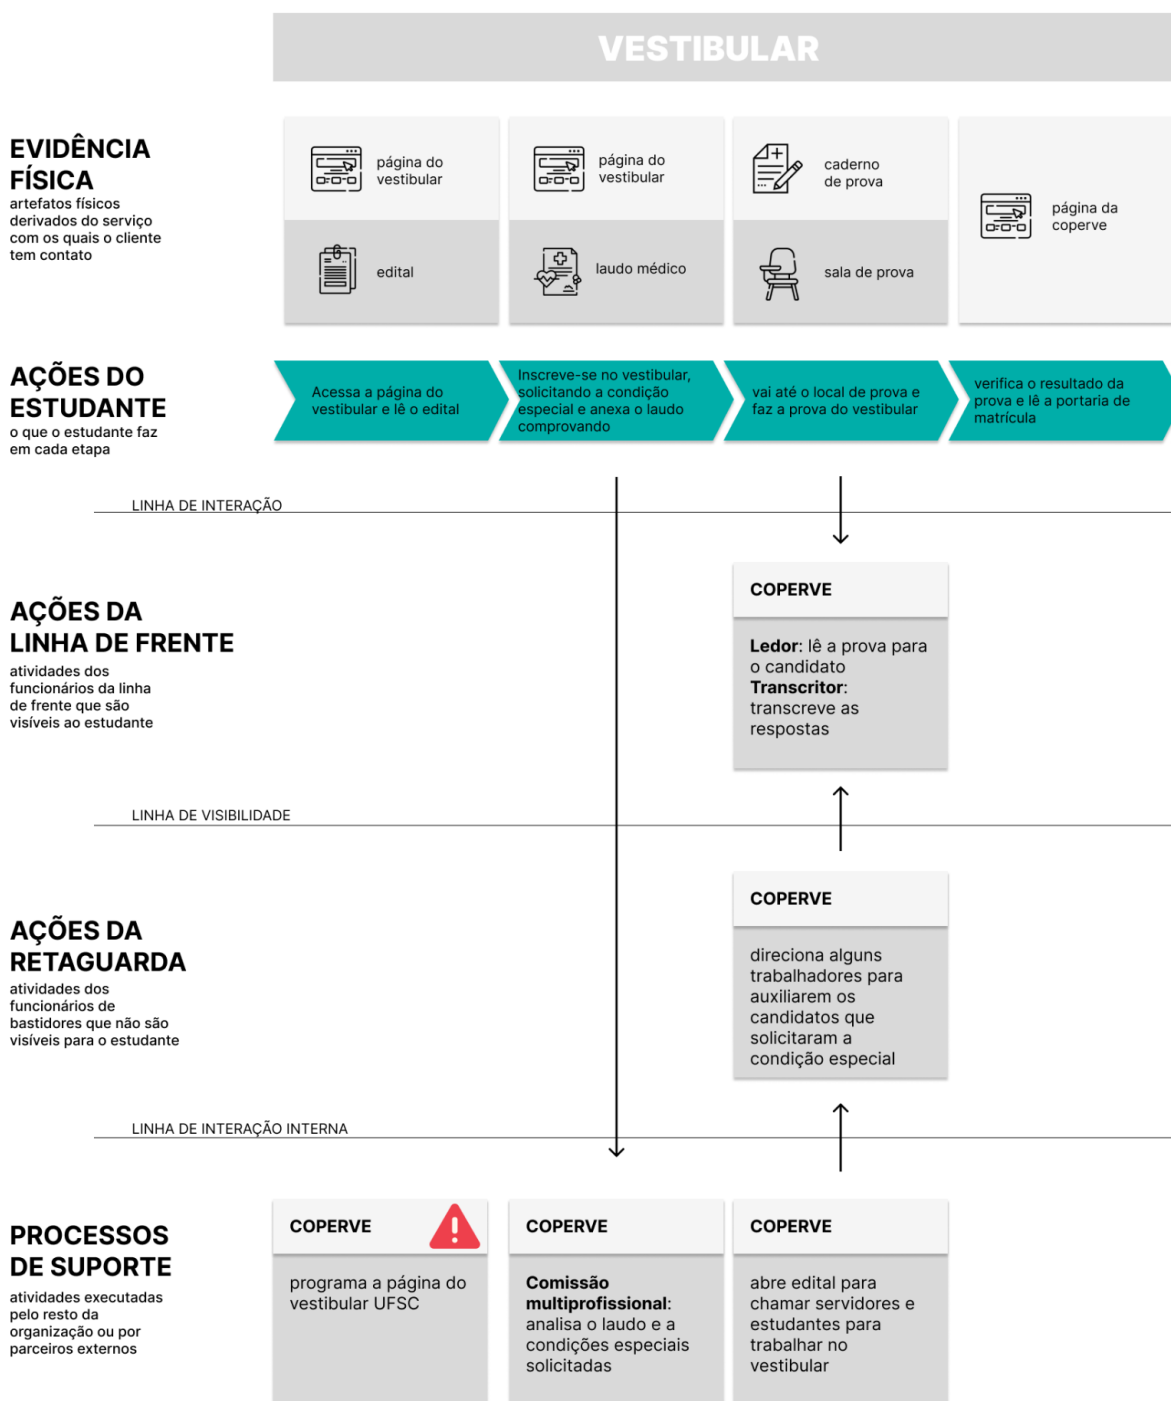 VESTIBULAR
EVIDÊNCIA
FÍSICA
artefatos físicos
derivados do serviço
com os quais o cliente
tem contato
página do
vestibular
edital
página do
vestibular
laudo médico
caderno
de prova
sala de prova
página da
coperve
AÇÕES DO
ESTUDANTE
o que o estudante faz
em cada etapa
Acessa a página do
vestibular e lê o edital
Inscreve-se no vestibular,
solicitando a condição
especial e anexa o laudo
comprovando
vai até o local de prova e
faz a prova do vestibular
verifica o resultado da
prova e lê a portaria de
matrícula
LINHA DE INTERAÇÃO
AÇÕES DA
LINHA DE FRENTE
atividades dos
funcionários da linha
de frente que são
visíveis ao estudante
COPERVE
Ledor: lê a prova para
o candidato
Transcritor:
transcreve as
respostas
LINHA DE VISIBILIDADE
AÇÕES DA
RETAGUARDA
atividades dos
funcionários de
bastidores que não são
visíveis para o estudante
COPERVE
direciona alguns
trabalhadores para
auxiliarem os
candidatos que
solicitaram a
condição especial
LINHA DE INTERAÇÃO INTERNA
PROCESSOS
DE SUPORTE
atividades executadas
pelo resto da
organização ou por
parceiros externos
COPERVE
programa a página do
vestibular UFSC
COPERVE
Comissão
multiprofissional:
analisa o laudo e a
condições especiais
solicitadas
COPERVE
abre edital para
chamar servidores e
estudantes para
trabalhar no
vestibular